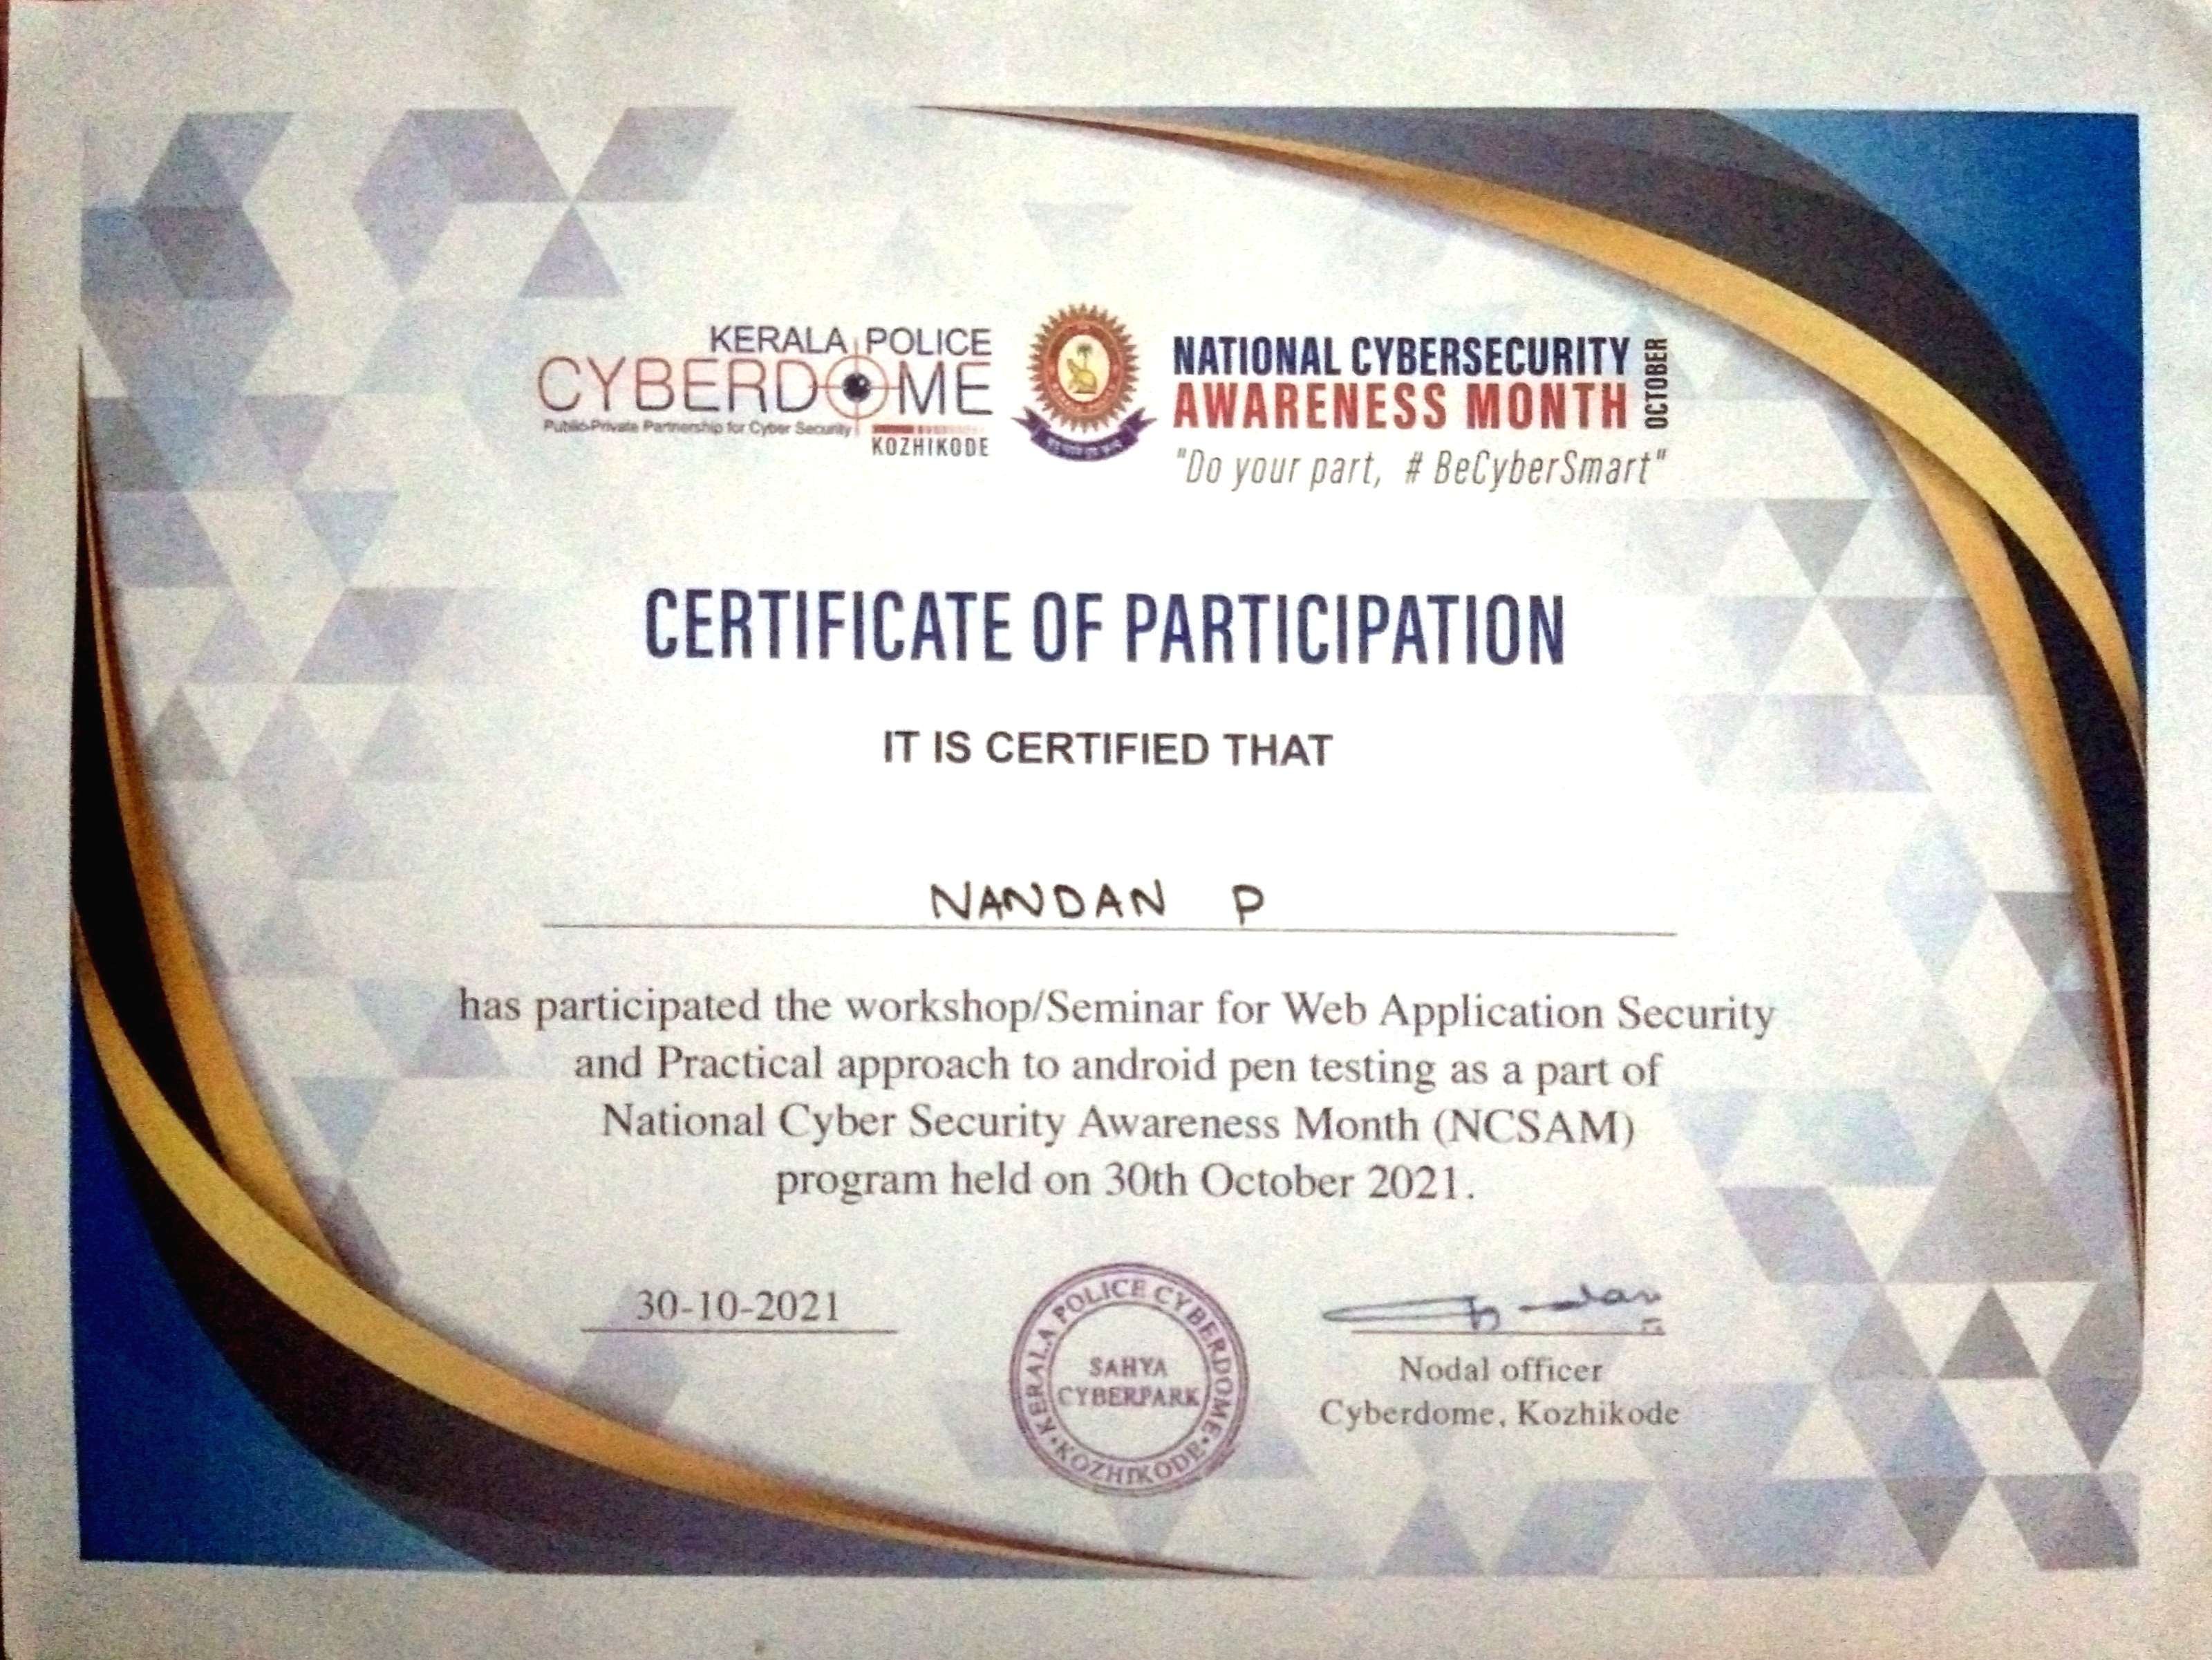 KERALA POLICE
CYBERDOME
Public-Private Partnership for Cyber Security
KOZHIKODE
NATIONAL CYBERSECURITY
AWARENESS MONTH
OCTOBER
"Do your part, # BeCyberSmart"
CERTIFICATE OF PARTICIPATION
IT IS CERTIFIED THAT
NANDAN P
has participated the workshop/Seminar for Web Application Security
and Practical approach to android pen testing as a part of
National Cyber Security Awareness Month (NCSAM)
program held on 30th October 2021.
30-10-2021
KERALA POLICE CYBERDOME
SAHYA
CYBERPARK
KOZHIKODE
Nodal officer
Cyberdome, Kozhikode